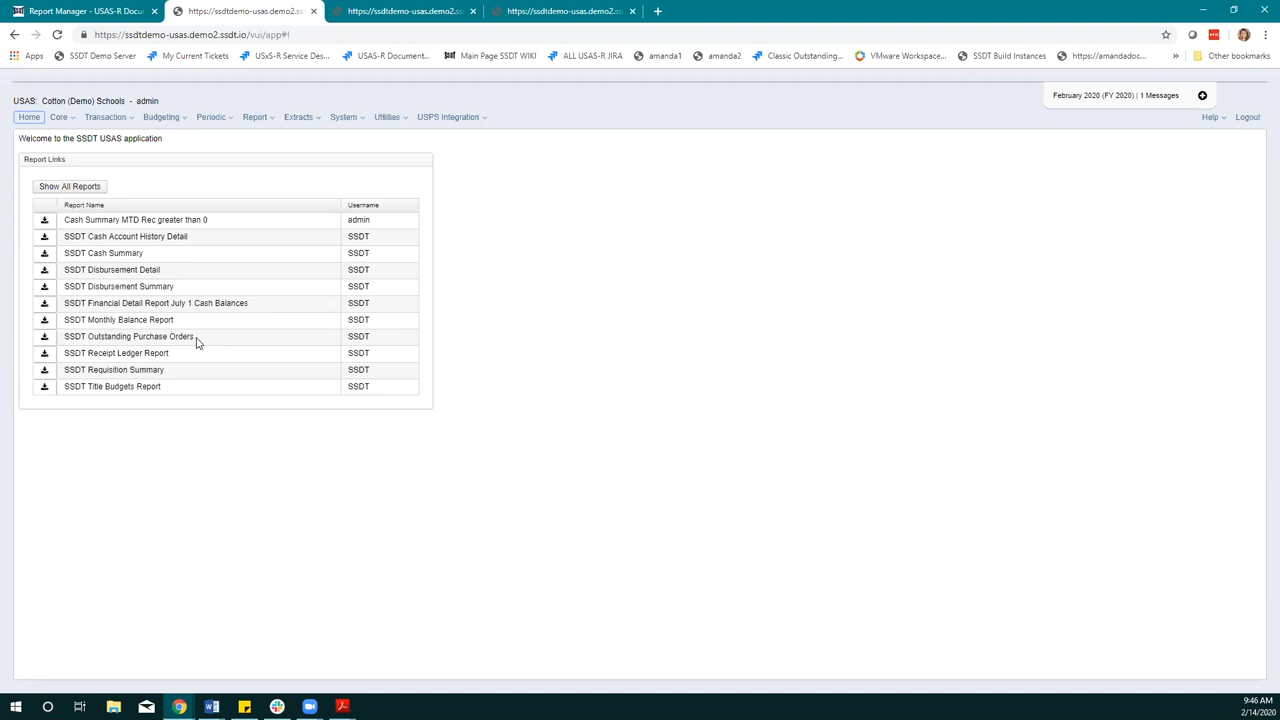 Report Manager - USAS-R Docu
https://ssdtdemo-usas.demo2.ss
https://ssdtdemo-usas.demo2.ss
https://ssdtdemo-usas.demo2.ss
https://ssdtdemo-usas.demo2.ssdt.io/vui/app#!
Apps SSDT Demo Server My Current Tickets USxS-R Service Des... USAS-R Document... Main Page SSDT WIKI ALL USAS-R JIRA amanda1 amanda2 Classic Outstanding... VMware Workspace... SSDT Build Instances https://amandadoc... » Other bookmarks
February 2020 (FY 2020) | 1 Messages
USAS: Cotton (Demo) Schools - admin
Home Core Transaction Budgeting Periodic Report Extracts System Utilities USPS Integration Help Logout
Welcome to the SSDT USAS application
Report Links
Show All Reports
Report Name Username
Cash Summary MTD Rec greater than 0 admin
SSDT Cash Account History Detail SSDT
SSDT Cash Summary SSDT
SSDT Disbursement Detail SSDT
SSDT Disbursement Summary SSDT
SSDT Financial Detail Report July 1 Cash Balances SSDT
SSDT Monthly Balance Report SSDT
SSDT Outstanding Purchase Orders SSDT
SSDT Receipt Ledger Report SSDT
SSDT Requisition Summary SSDT
SSDT Title Budgets Report SSDT
9:46 AM
2/14/2020